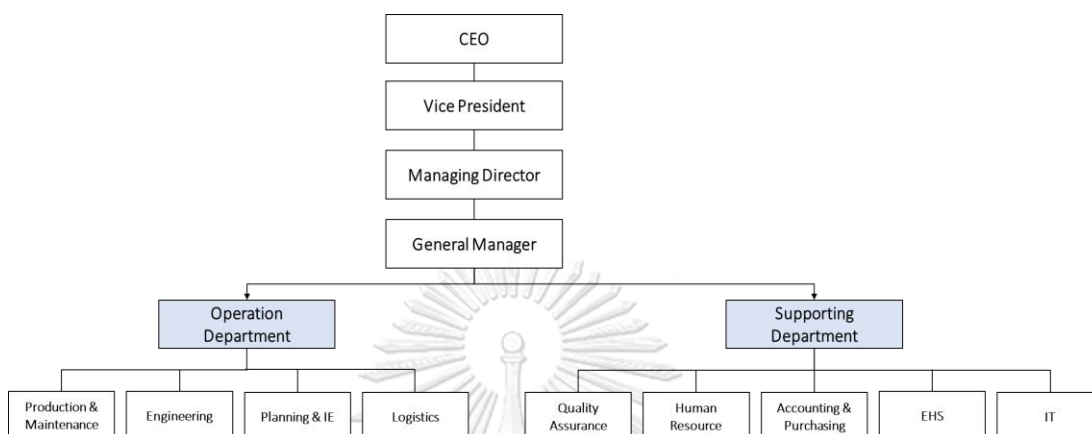 CEO
Vice President
Managing Director
General Manager
Operation
Department
Supporting
Department
Production &
Maintenance
Engineering
Planning & IE
Logistics
Quality
Assurance
Human
Resource
Accounting &
Purchasing
EHS
IT